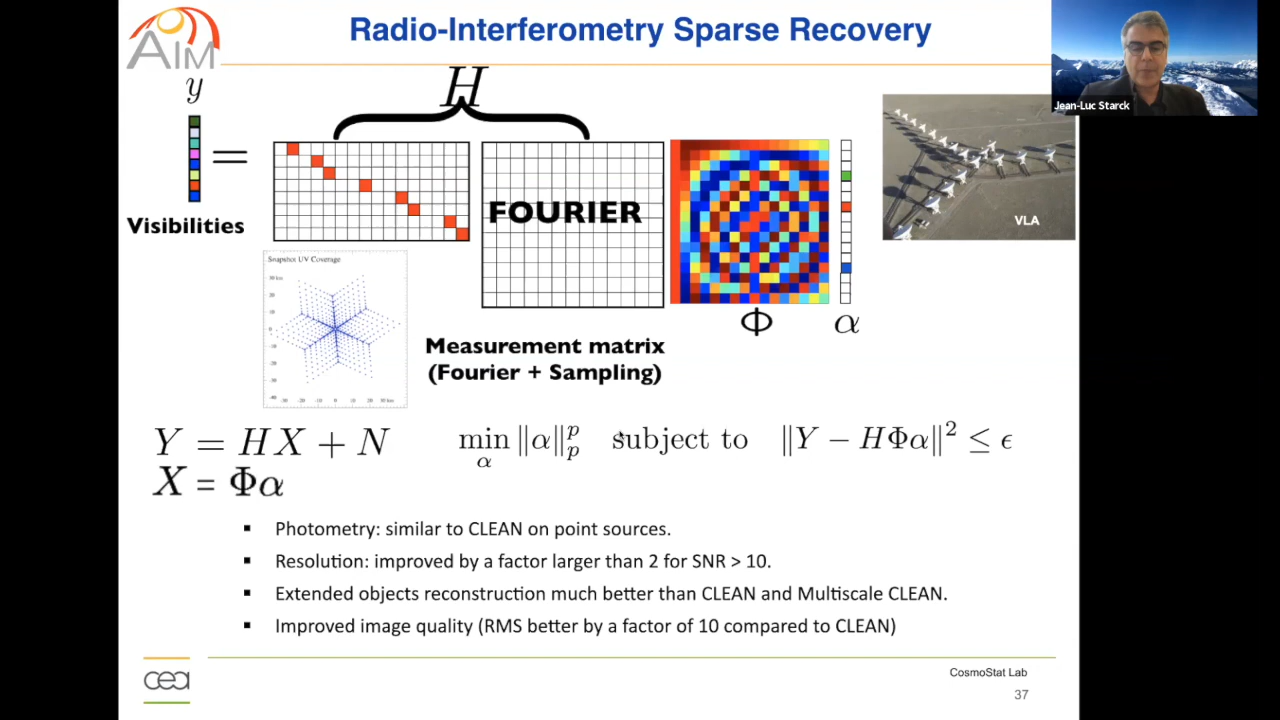 Radio-Interferometry Sparse Recovery
AIM
Jean-Luc Starck
y
H
=
FOURIER
VLA
Visibilities
Snapshot UV Coverage
Φ
α
Measurement matrix
(Fourier + Sampling)
Y = HX + N
min_α ‖α‖_p^p subject to ‖Y − HΦα‖² ≤ ϵ
X = Φα
▪ Photometry: similar to CLEAN on point sources.
▪ Resolution: improved by a factor larger than 2 for SNR > 10.
▪ Extended objects reconstruction much better than CLEAN and Multiscale CLEAN.
▪ Improved image quality (RMS better by a factor of 10 compared to CLEAN)
cea
CosmoStat Lab
37